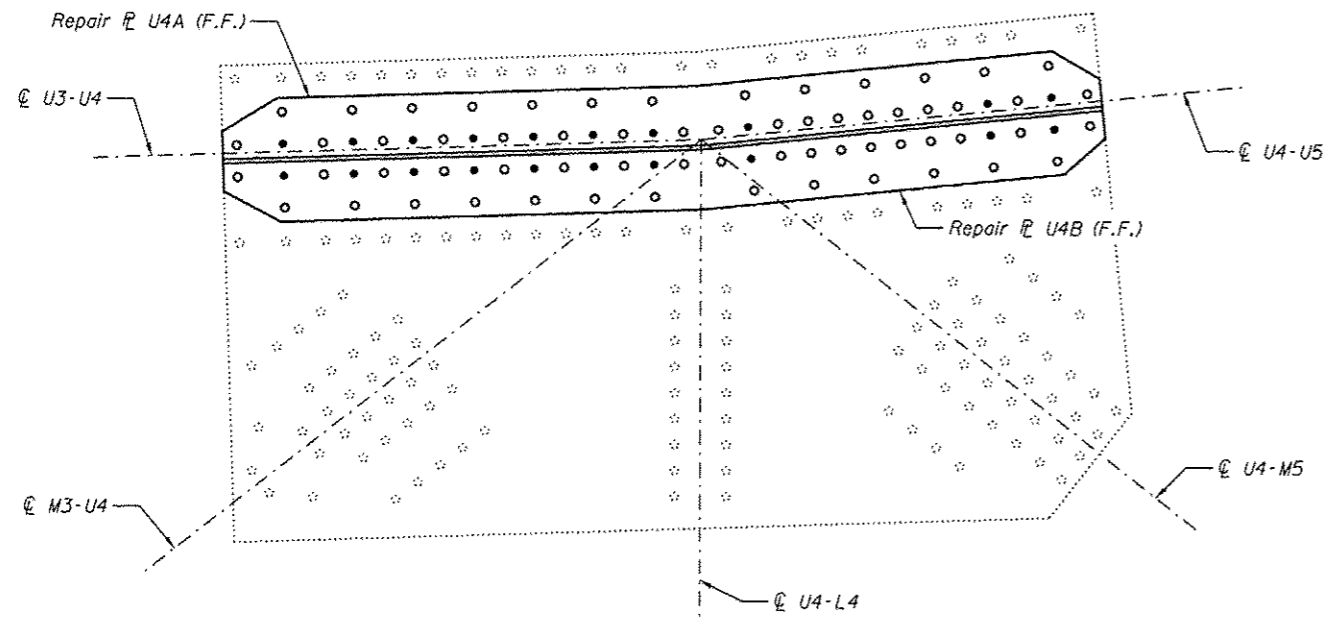 Repair ⅊ U4A (F.F.)
℄ U3-U4
℄ U4-U5
Repair ⅊ U4B (F.F.)
℄ M3-U4
℄ U4-M5
℄ U4-L4